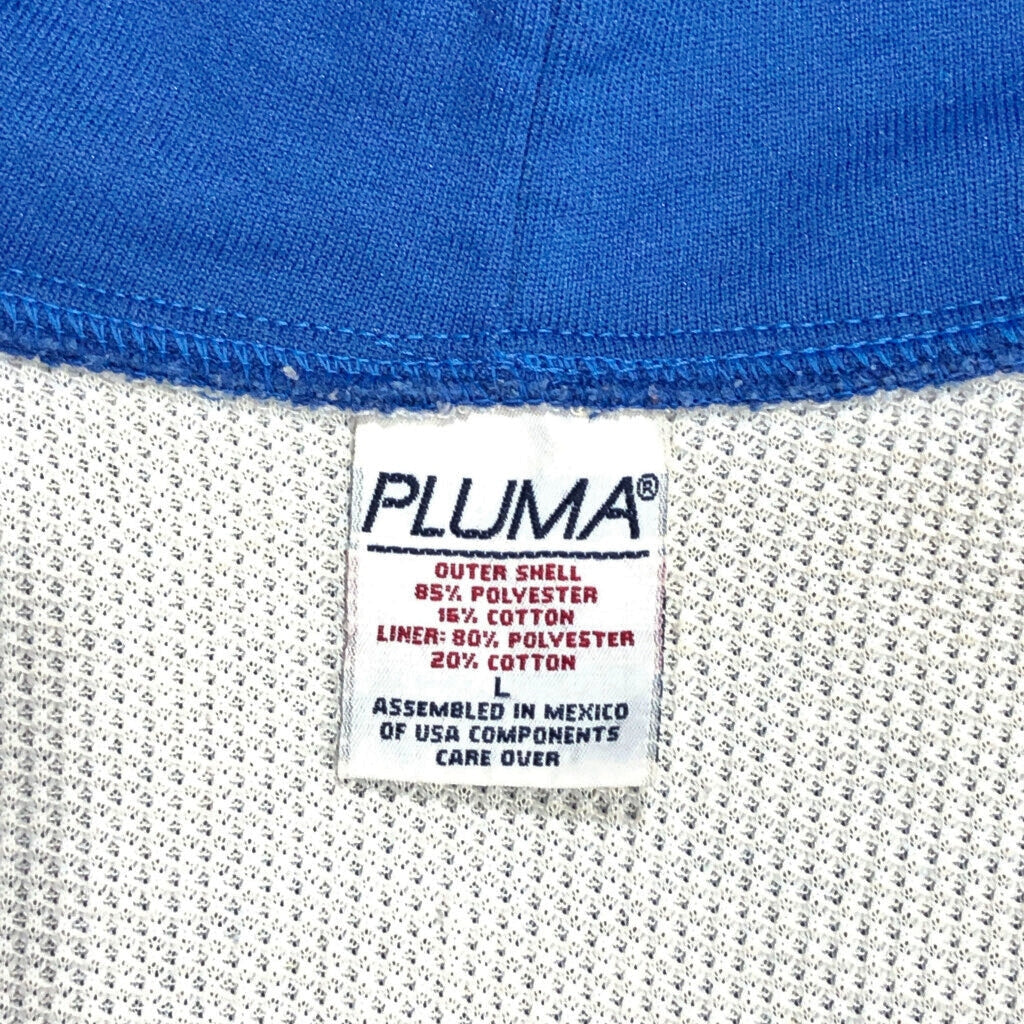 PLUMA®
OUTER SHELL
85% POLYESTER
15% COTTON
LINER: 80% POLYESTER
20% COTTON
L
ASSEMBLED IN MEXICO
OF USA COMPONENTS
CARE OVER